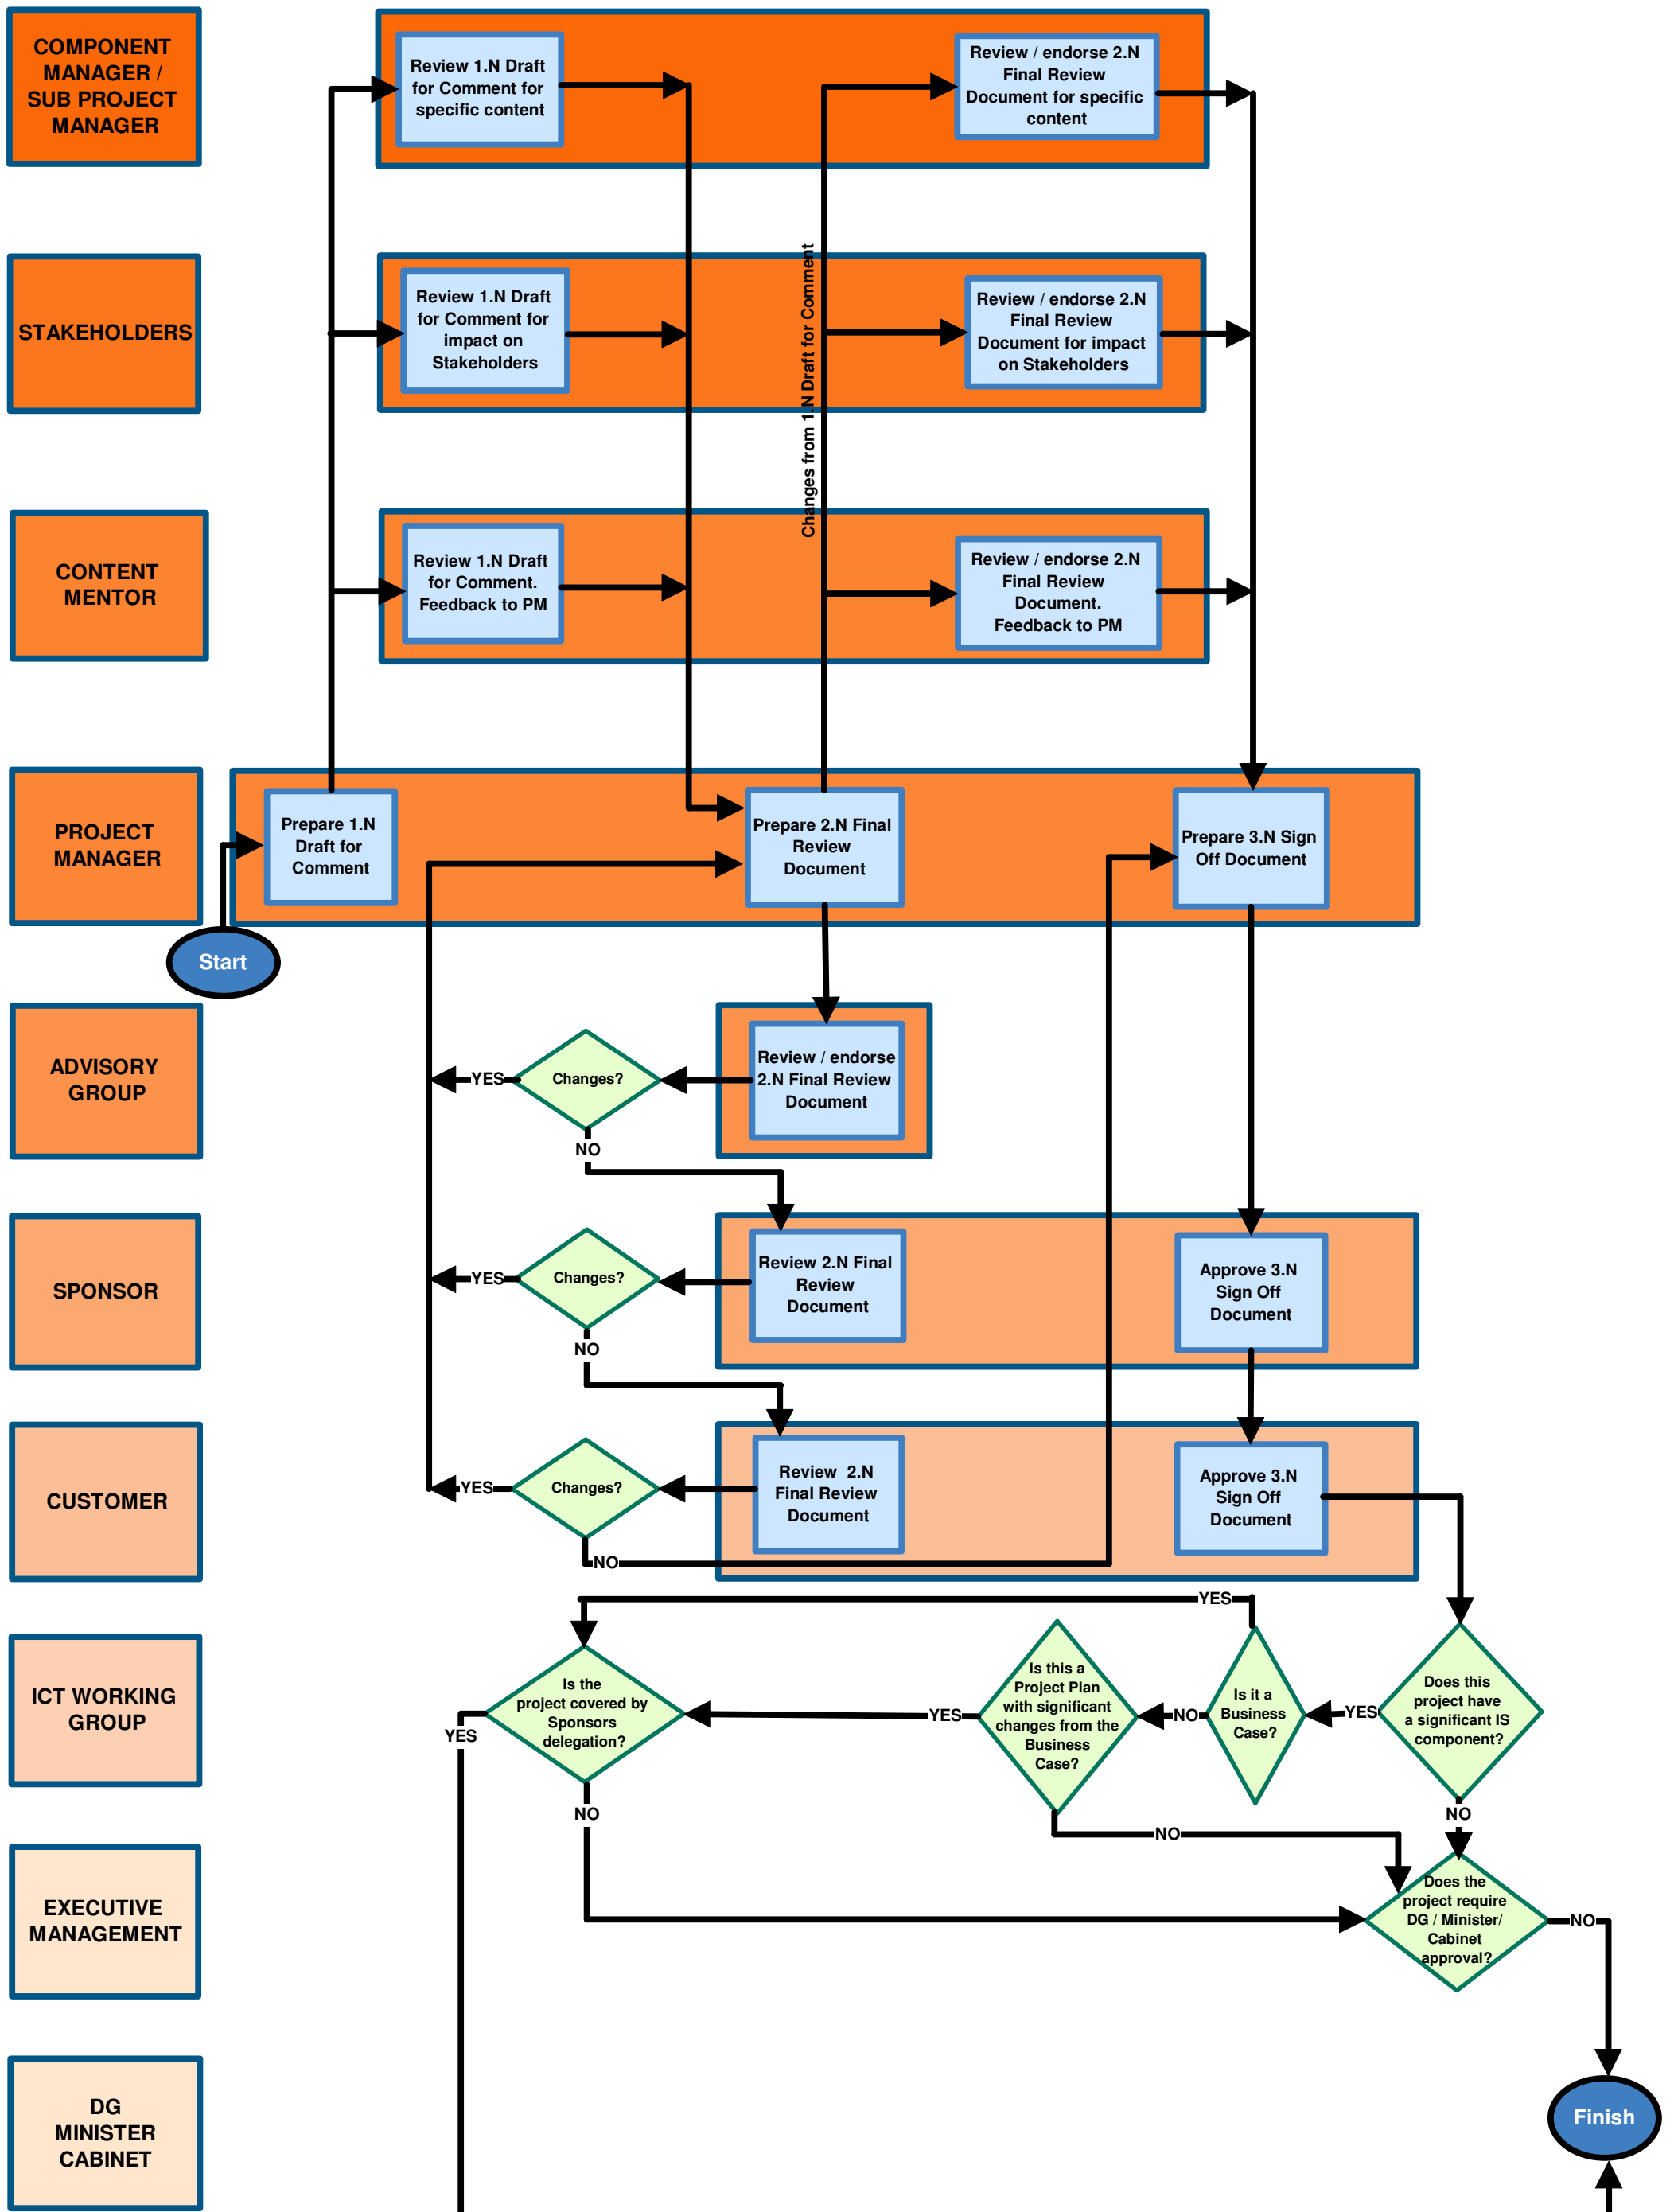 COMPONENT
MANAGER /
SUB PROJECT
MANAGER
Review 1.N Draft
for Comment for
specific content
Review / endorse 2.N
Final Review
Document for specific
content
STAKEHOLDERS
Review 1.N Draft
for Comment for
impact on
Stakeholders
Changes from 1.N Draft for Comment
Review / endorse 2.N
Final Review
Document for impact
on Stakeholders
CONTENT
MENTOR
Review 1.N Draft
for Comment.
Feedback to PM
Review / endorse 2.N
Final Review
Document.
Feedback to PM
PROJECT
MANAGER
Prepare 1.N
Draft for
Comment
Prepare 2.N Final
Review
Document
Prepare 3.N Sign
Off Document
Start
ADVISORY
GROUP
YES
Changes?
Review / endorse
2.N Final Review
Document
NO
SPONSOR
YES
Changes?
Review 2.N Final
Review
Document
Approve 3.N
Sign Off
Document
NO
CUSTOMER
YES
Changes?
Review 2.N
Final Review
Document
Approve 3.N
Sign Off
Document
NO
YES
ICT WORKING
GROUP
YES
Is the
project covered by
Sponsors
delegation?
YES
Is this a
Project Plan
with significant
changes from the
Business
Case?
NO
Is it a
Business
Case?
YES
Does this
project have
a significant IS
component?
NO
NO
NO
EXECUTIVE
MANAGEMENT
Does the
project require
DG / Minister/
Cabinet
approval?
NO
DG
MINISTER
CABINET
Finish